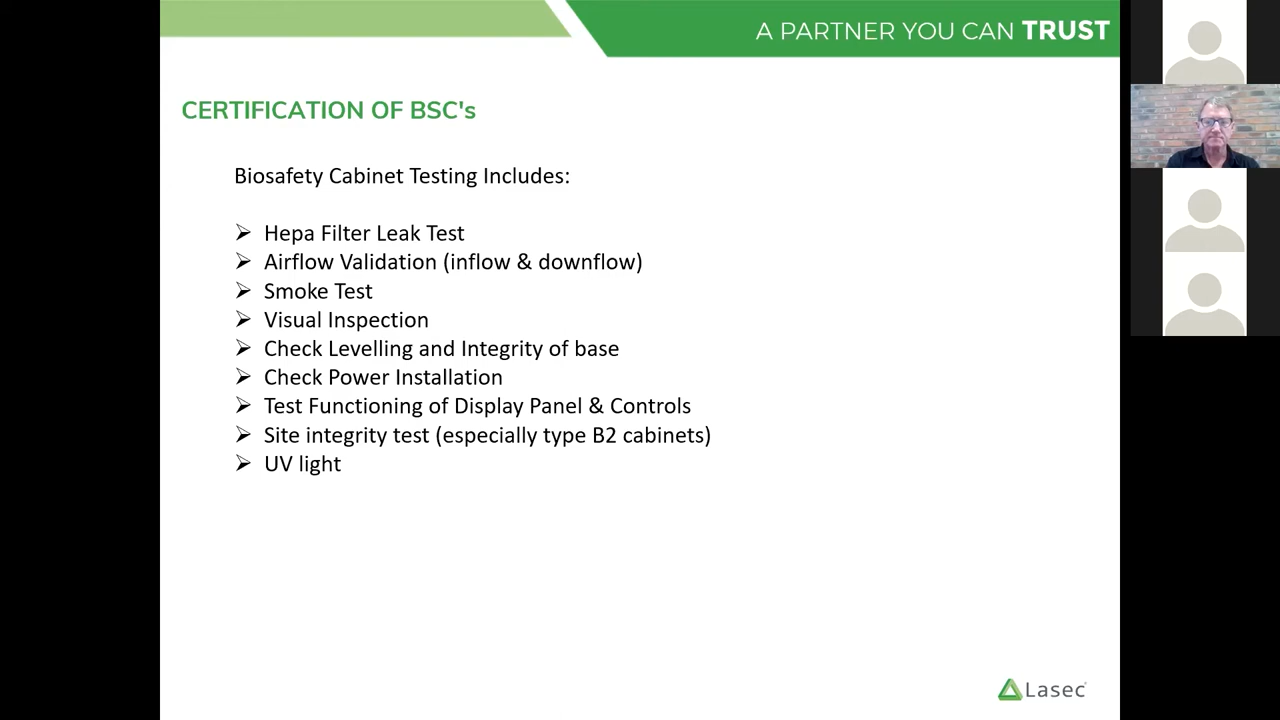 A PARTNER YOU CAN TRUST
CERTIFICATION OF BSC's
Biosafety Cabinet Testing Includes:
Hepa Filter Leak Test
Airflow Validation (inflow & downflow)
Smoke Test
Visual Inspection
Check Levelling and Integrity of base
Check Power Installation
Test Functioning of Display Panel & Controls
Site integrity test (especially type B2 cabinets)
UV light
Lasec